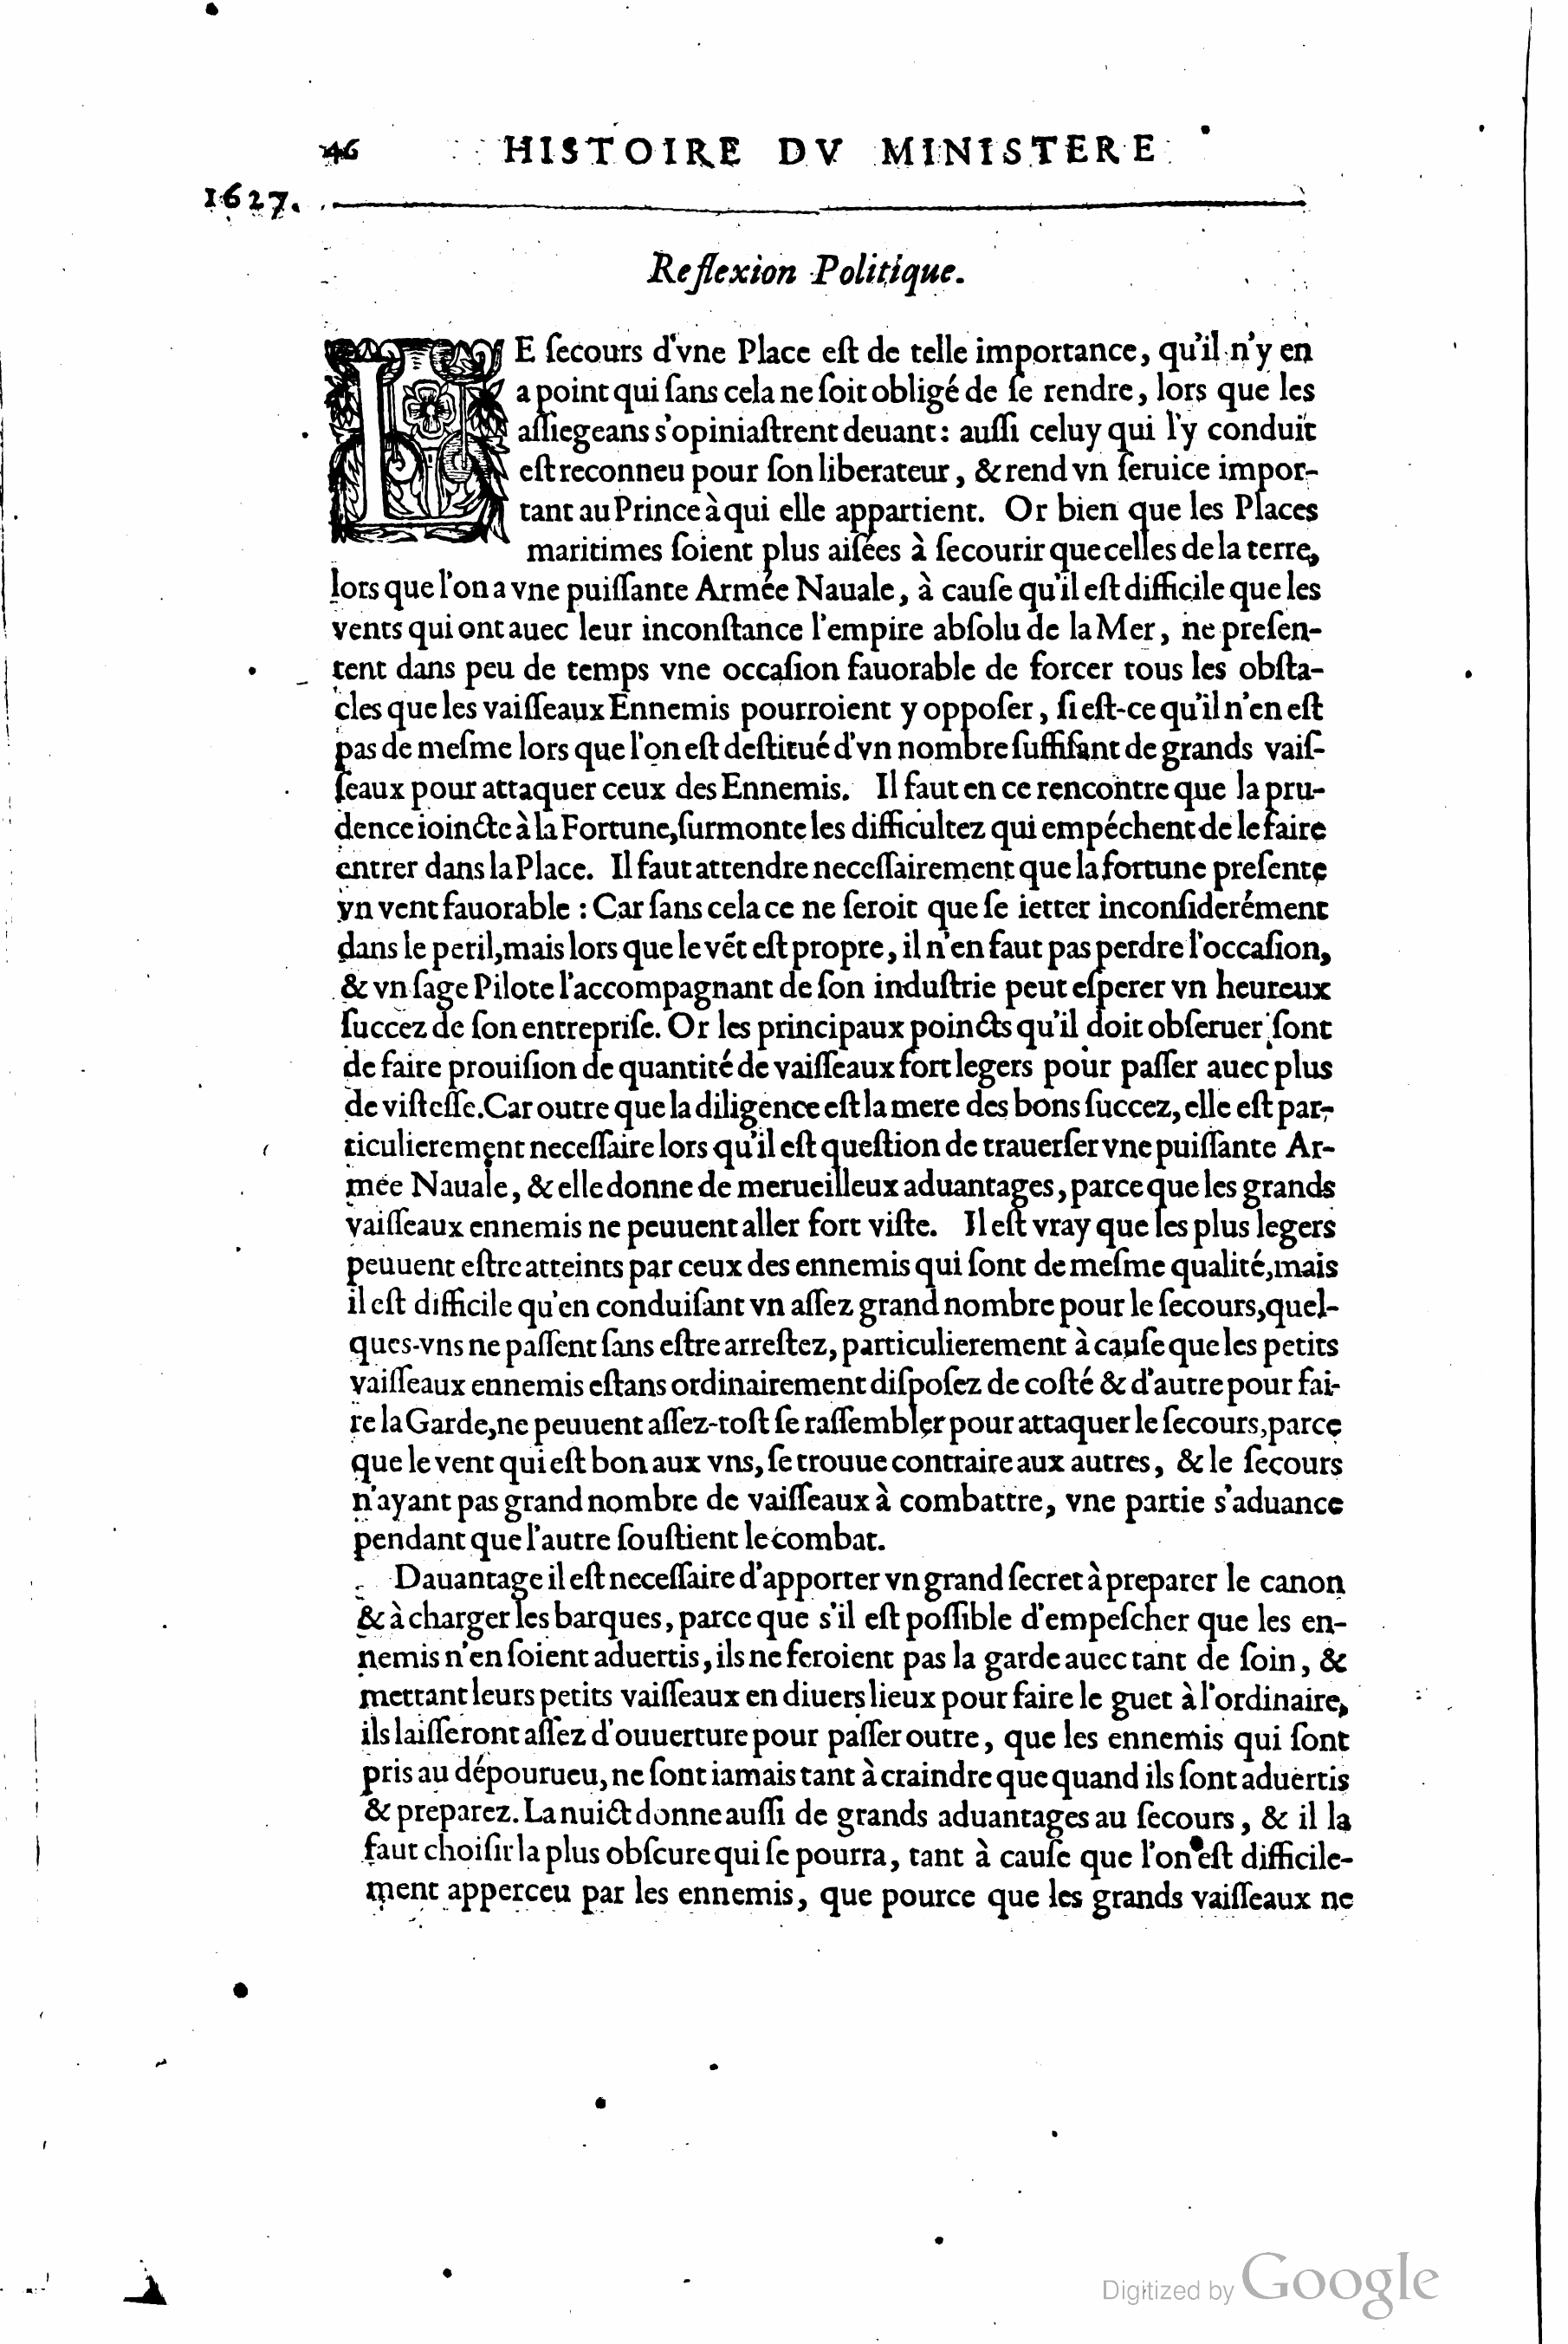 46 HISTOIRE DV MINISTERE
1627.
Reflexion Politique.
LE ſecours d'vne Place eſt de telle importance, qu'il n'y en
a point qui ſans cela ne ſoit obligé de ſe rendre, lors que les
aſſiegeans s'opiniaſtrent deuant: auſſi celuy qui l'y conduit
eſt reconneu pour ſon liberateur, & rend vn ſeruice impor-
tant au Prince à qui elle appartient. Or bien que les Places
maritimes ſoient plus aiſées à ſecourir que celles de la terre,
lors que l'on a vne puiſſante Armée Nauale, à cauſe qu'il eſt difficile que les
vents qui ont auec leur inconſtance l'empire abſolu de la Mer, ne preſen-
tent dans peu de temps vne occaſion fauorable de forcer tous les obſta-
cles que les vaiſſeaux Ennemis pourroient y oppoſer, ſi eſt-ce qu'il n'en eſt
pas de meſme lors que l'on eſt deſtitué d'vn nombre ſuffiſant de grands vaiſ-
ſeaux pour attaquer ceux des Ennemis. Il faut en ce rencontre que la pru-
dence ioincte à la Fortune, ſurmonte les difficultez qui empéchent de le faire
entrer dans la Place. Il faut attendre neceſſairement que la fortune preſente
vn vent fauorable : Car ſans cela ce ne ſeroit que ſe ietter inconſiderément
dans le peril, mais lors que le vẽt eſt propre, il n'en faut pas perdre l'occaſion,
& vn ſage Pilote l'accompagnant de ſon induſtrie peut eſperer vn heureux
ſuccez de ſon entrepriſe. Or les principaux poincts qu'il doit obſeruer ſont
de faire prouiſion de quantité de vaiſſeaux fort legers pour paſſer auec plus
de viſteſſe. Car outre que la diligence eſt la mere des bons ſuccez, elle eſt par-
ticulierement neceſſaire lors qu'il eſt queſtion de trauerſer vne puiſſante Ar-
mée Nauale, & elle donne de merueilleux aduantages, parce que les grands
vaiſſeaux ennemis ne peuuent aller fort viſte. Il eſt vray que les plus legers
peuuent eſtre atteints par ceux des ennemis qui ſont de meſme qualité, mais
il eſt difficile qu'en conduiſant vn aſſez grand nombre pour le ſecours, quel-
ques-vns ne paſſent ſans eſtre arreſtez, particulierement à cauſe que les petits
vaiſſeaux ennemis eſtans ordinairement diſpoſez de coſté & d'autre pour fai-
re la Garde, ne peuuent aſſez-toſt ſe raſſembler pour attaquer le ſecours, parce
que le vent qui eſt bon aux vns, ſe trouue contraire aux autres, & le ſecours
n'ayant pas grand nombre de vaiſſeaux à combattre, vne partie s'aduance
pendant que l'autre ſouſtient le combat.
Dauantage il eſt neceſſaire d'apporter vn grand ſecret à preparer le canon
& à charger les barques, parce que s'il eſt poſſible d'empeſcher que les en-
nemis n'en ſoient aduertis, ils ne feroient pas la garde auec tant de ſoin, &
mettant leurs petits vaiſſeaux en diuers lieux pour faire le guet à l'ordinaire,
ils laiſſeront aſſez d'ouuerture pour paſſer outre, que les ennemis qui ſont
pris au dépourueu, ne ſont iamais tant à craindre que quand ils ſont aduertis
& preparez. La nuict donne auſſi de grands aduantages au ſecours, & il la
faut choiſir la plus obſcure qui ſe pourra, tant à cauſe que l'on eſt difficile-
ment apperceu par les ennemis, que pource que les grands vaiſſeaux ne
Digitized by Google